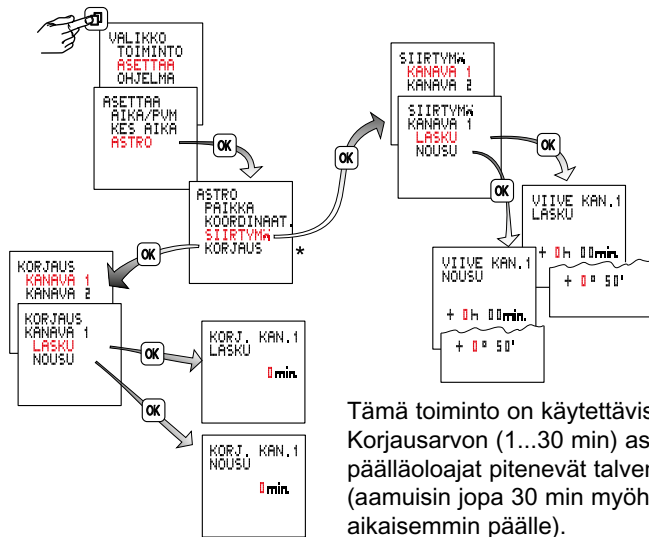 VALIKKO
TOIMINTO
ASETTAA
OHJELMA
ASETTAA
AIKA/PVM
KES AIKA
ASTRO
OK
ASTRO
PAIKKA
KOORDINAAT.
SIIRTYMÄ
KORJAUS
*
OK
SIIRTYMÄ
KANAVA 1
KANAVA 2
SIIRTYMÄ
KANAVA 1
LASKU
NOUSU
OK
OK
VIIVE KAN.1
LASKU
+ 0h 00min.
+ 0° 50'
VIIVE KAN.1
NOUSU
+ 0h 00min.
+ 0° 50'
OK
KORJAUS
KANAVA 1
KANAVA 2
KORJAUS
KANAVA 1
LASKU
NOUSU
OK
OK
KORJ. KAN.1
LASKU
0min.
KORJ. KAN.1
NOUSU
0min.
Tämä toiminto on käytettävis
Korjausarvon (1...30 min) as
päälläoloajat pitenevät talver
(aamuisin jopa 30 min myöh
aikaisemmin päälle).